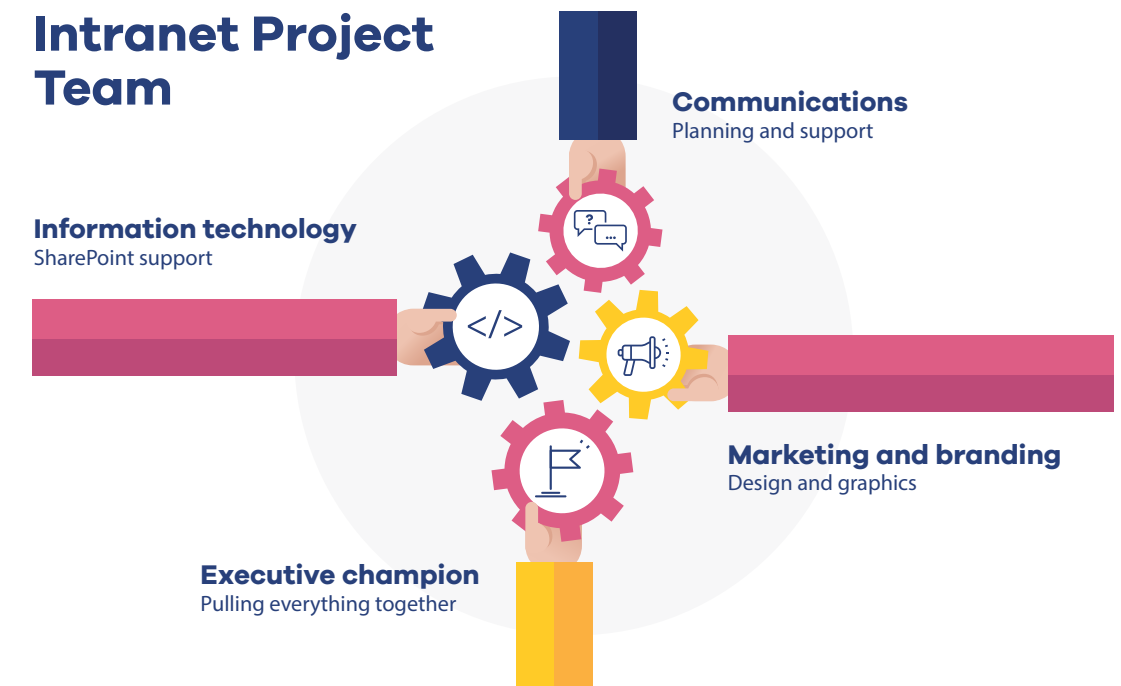 Intranet Project
Team
Communications
Planning and support
Information technology
SharePoint support
</>
?
...
Marketing and branding
Design and graphics
Executive champion
Pulling everything together